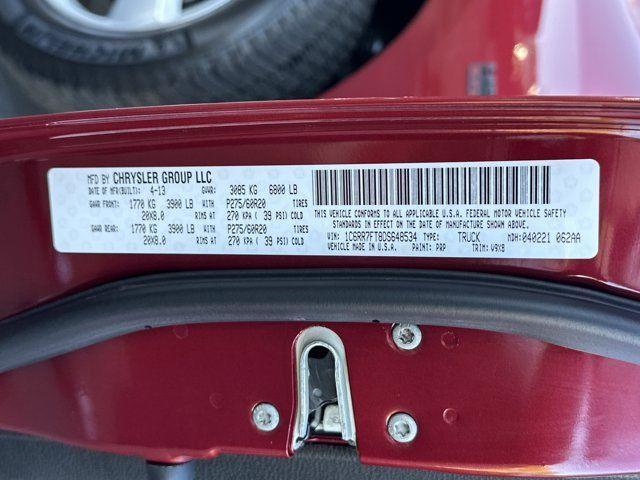 MFD BY CHRYSLER GROUP LLC
DATE OF MFR(BUILT): 4-13 GVWR: 3085 KG 6800 LB
GAWR FRONT: 1770 KG 3900 LB WITH P275/60R20
20X8.0 RIMS AT 270 KPA ( 39 PSI) COLD
GAWR REAR: 1770 KG 3900 LB WITH P275/60R20
20X8.0 RIMS AT 270 KPA ( 39 PSI) COLD
THIS VEHICLE CONFORMS TO ALL APPLICABLE U.S.A. FEDERAL MOTOR VEHICLE SAFETY
STANDARDS IN EFFECT ON THE DATE OF MANUFACTURE SHOWN ABOVE.
VIN: 1C6RR7FT8DS648534 TYPE: TRUCK MDH: 040221 062AA
VEHICLE MADE IN U.S.A. PAINT: PRP TRIM: V9X8